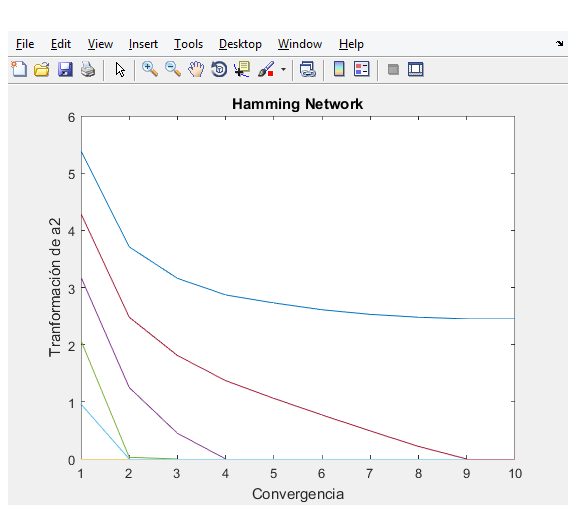 File Edit View Insert Tools Desktop Window Help
Hamming Network
6
5
4
3
2
1
0
Tranformación de a2
1 2 3 4 5 6 7 8 9 10
Convergencia